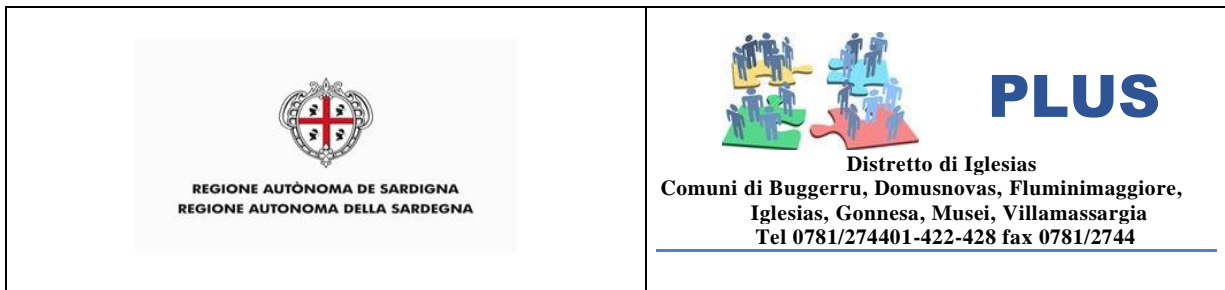 REGIONE AUTÒNOMA DE SARDIGNA
REGIONE AUTONOMA DELLA SARDEGNA
PLUS
Distretto di Iglesias
Comuni di Buggerru, Domusnovas, Fluminimaggiore,
Iglesias, Gonnesa, Musei, Villamassargia
Tel 0781/274401-422-428 fax 0781/2744